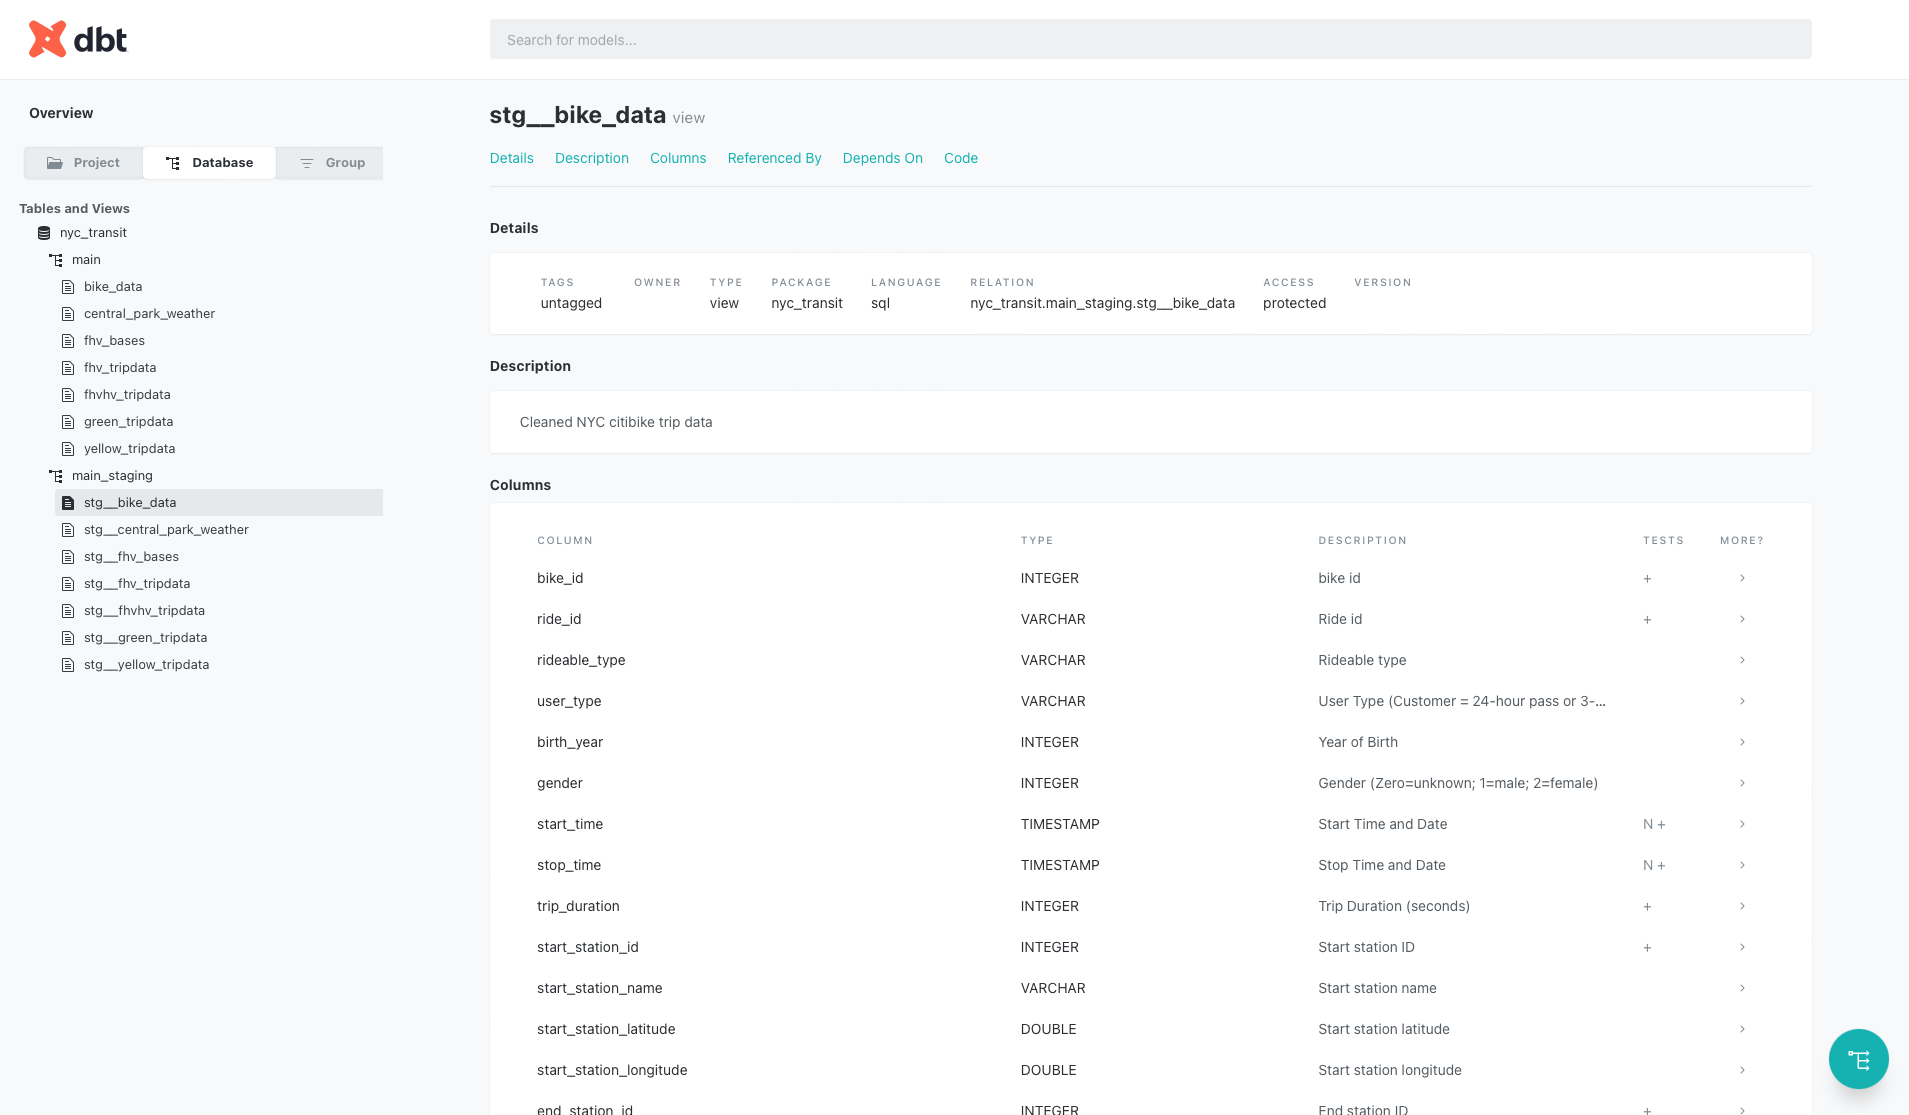 dbt
Search for models...
Overview
Project Database Group
Tables and Views
nyc_transit
main
bike_data
central_park_weather
fhv_bases
fhv_tripdata
fhvhv_tripdata
green_tripdata
yellow_tripdata
main_staging
stg__bike_data
stg__central_park_weather
stg__fhv_bases
stg__fhv_tripdata
stg__fhvhv_tripdata
stg__green_tripdata
stg__yellow_tripdata
stg__bike_data view
Details Description Columns Referenced By Depends On Code
Details
TAGS OWNER TYPE PACKAGE LANGUAGE RELATION ACCESS VERSION
untagged view nyc_transit sql nyc_transit.main_staging.stg__bike_data protected
Description
Cleaned NYC citibike trip data
Columns
COLUMN TYPE DESCRIPTION TESTS MORE?
bike_id INTEGER bike id +
ride_id VARCHAR Ride id +
rideable_type VARCHAR Rideable type
user_type VARCHAR User Type (Customer = 24-hour pass or 3-...
birth_year INTEGER Year of Birth
gender INTEGER Gender (Zero=unknown; 1=male; 2=female)
start_time TIMESTAMP Start Time and Date N +
stop_time TIMESTAMP Stop Time and Date N +
trip_duration INTEGER Trip Duration (seconds) +
start_station_id INTEGER Start station ID +
start_station_name VARCHAR Start station name
start_station_latitude DOUBLE Start station latitude
start_station_longitude DOUBLE Start station longitude
end_station_id INTEGER End station ID +